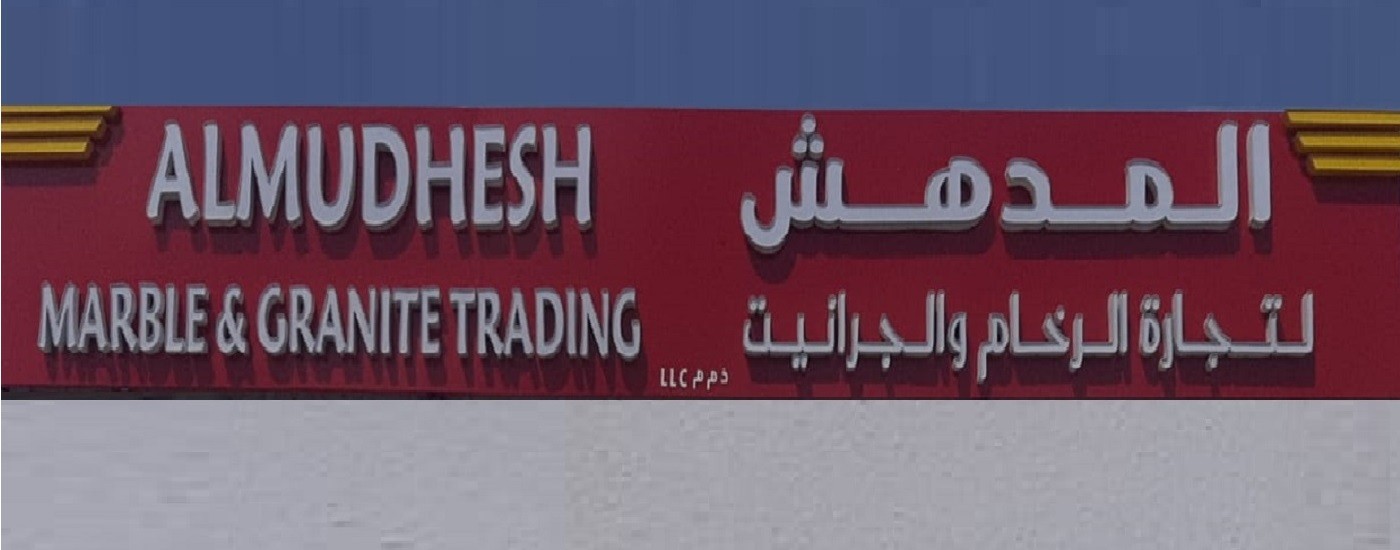 ALMUDHESH
المدهش
MARBLE & GRANITE TRADING
لتجارة الرخام والجرانيت
LLC ذ م م